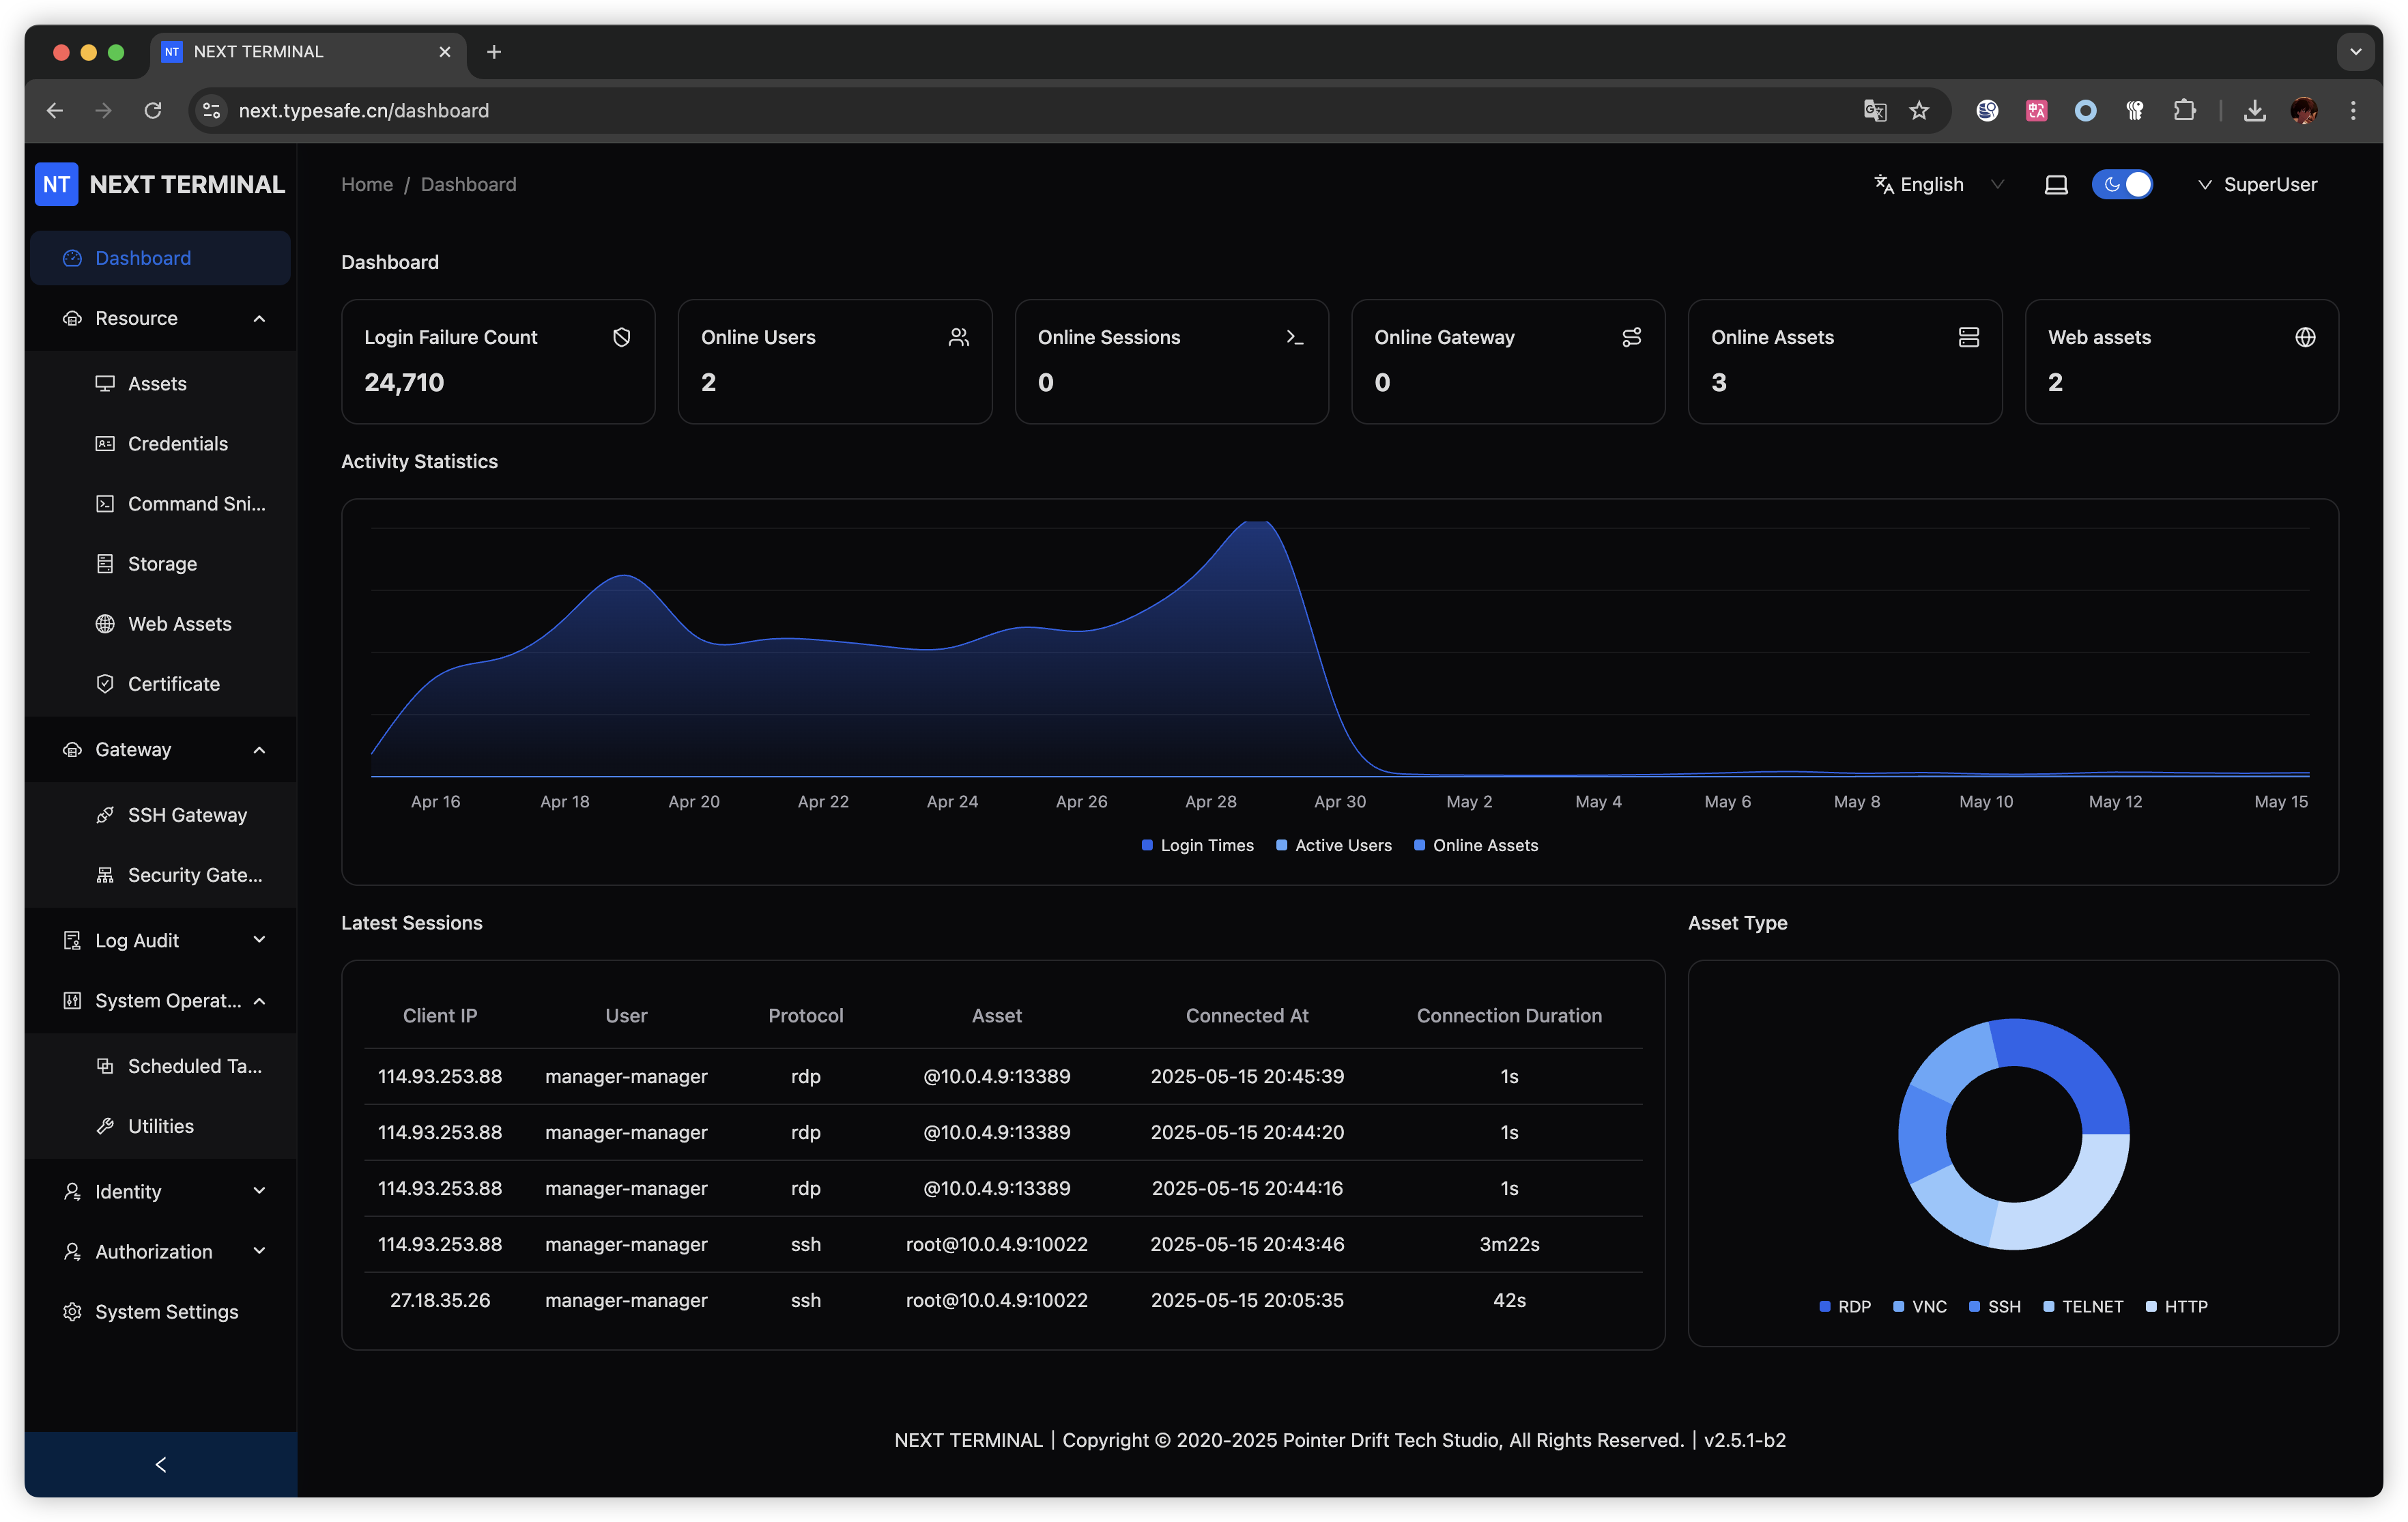 NT NEXT TERMINAL
next.typesafe.cn/dashboard
NT NEXT TERMINAL
Home / Dashboard
English
SuperUser
Dashboard
Resource
Assets
Credentials
Command Sni...
Storage
Web Assets
Certificate
Gateway
SSH Gateway
Security Gate...
Log Audit
System Operat...
Scheduled Ta...
Utilities
Identity
Authorization
System Settings
Dashboard
Login Failure Count
24,710
Online Users
2
Online Sessions
0
Online Gateway
0
Online Assets
3
Web assets
2
Activity Statistics
Apr 16 Apr 18 Apr 20 Apr 22 Apr 24 Apr 26 Apr 28 Apr 30 May 2 May 4 May 6 May 8 May 10 May 12 May 15
Login Times Active Users Online Assets
Latest Sessions
Client IP User Protocol Asset Connected At Connection Duration
114.93.253.88 manager-manager rdp @10.0.4.9:13389 2025-05-15 20:45:39 1s
114.93.253.88 manager-manager rdp @10.0.4.9:13389 2025-05-15 20:44:20 1s
114.93.253.88 manager-manager rdp @10.0.4.9:13389 2025-05-15 20:44:16 1s
114.93.253.88 manager-manager ssh root@10.0.4.9:10022 2025-05-15 20:43:46 3m22s
27.18.35.26 manager-manager ssh root@10.0.4.9:10022 2025-05-15 20:05:35 42s
Asset Type
RDP VNC SSH TELNET HTTP
NEXT TERMINAL | Copyright © 2020-2025 Pointer Drift Tech Studio, All Rights Reserved. | v2.5.1-b2